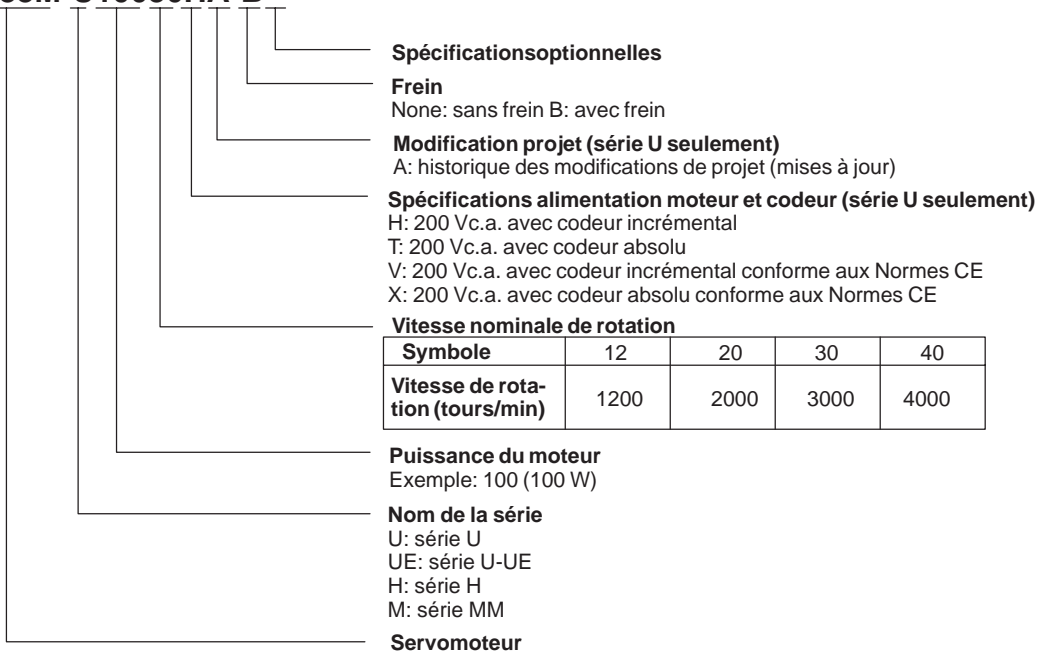 Spécificationsoptionnelles
Frein
None: sans frein B: avec frein
Modification projet (série U seulement)
A: historique des modifications de projet (mises à jour)
Spécifications alimentation moteur et codeur (série U seulement)
H: 200 Vc.a. avec codeur incrémental
T: 200 Vc.a. avec codeur absolu
V: 200 Vc.a. avec codeur incrémental conforme aux Normes CE
X: 200 Vc.a. avec codeur absolu conforme aux Normes CE
Vitesse nominale de rotation
Symbole 12 20 30 40
Vitesse de rota-
tion (tours/min) 1200 2000 3000 4000
Puissance du moteur
Exemple: 100 (100 W)
Nom de la série
U: série U
UE: série U-UE
H: série H
M: série MM
Servomoteur